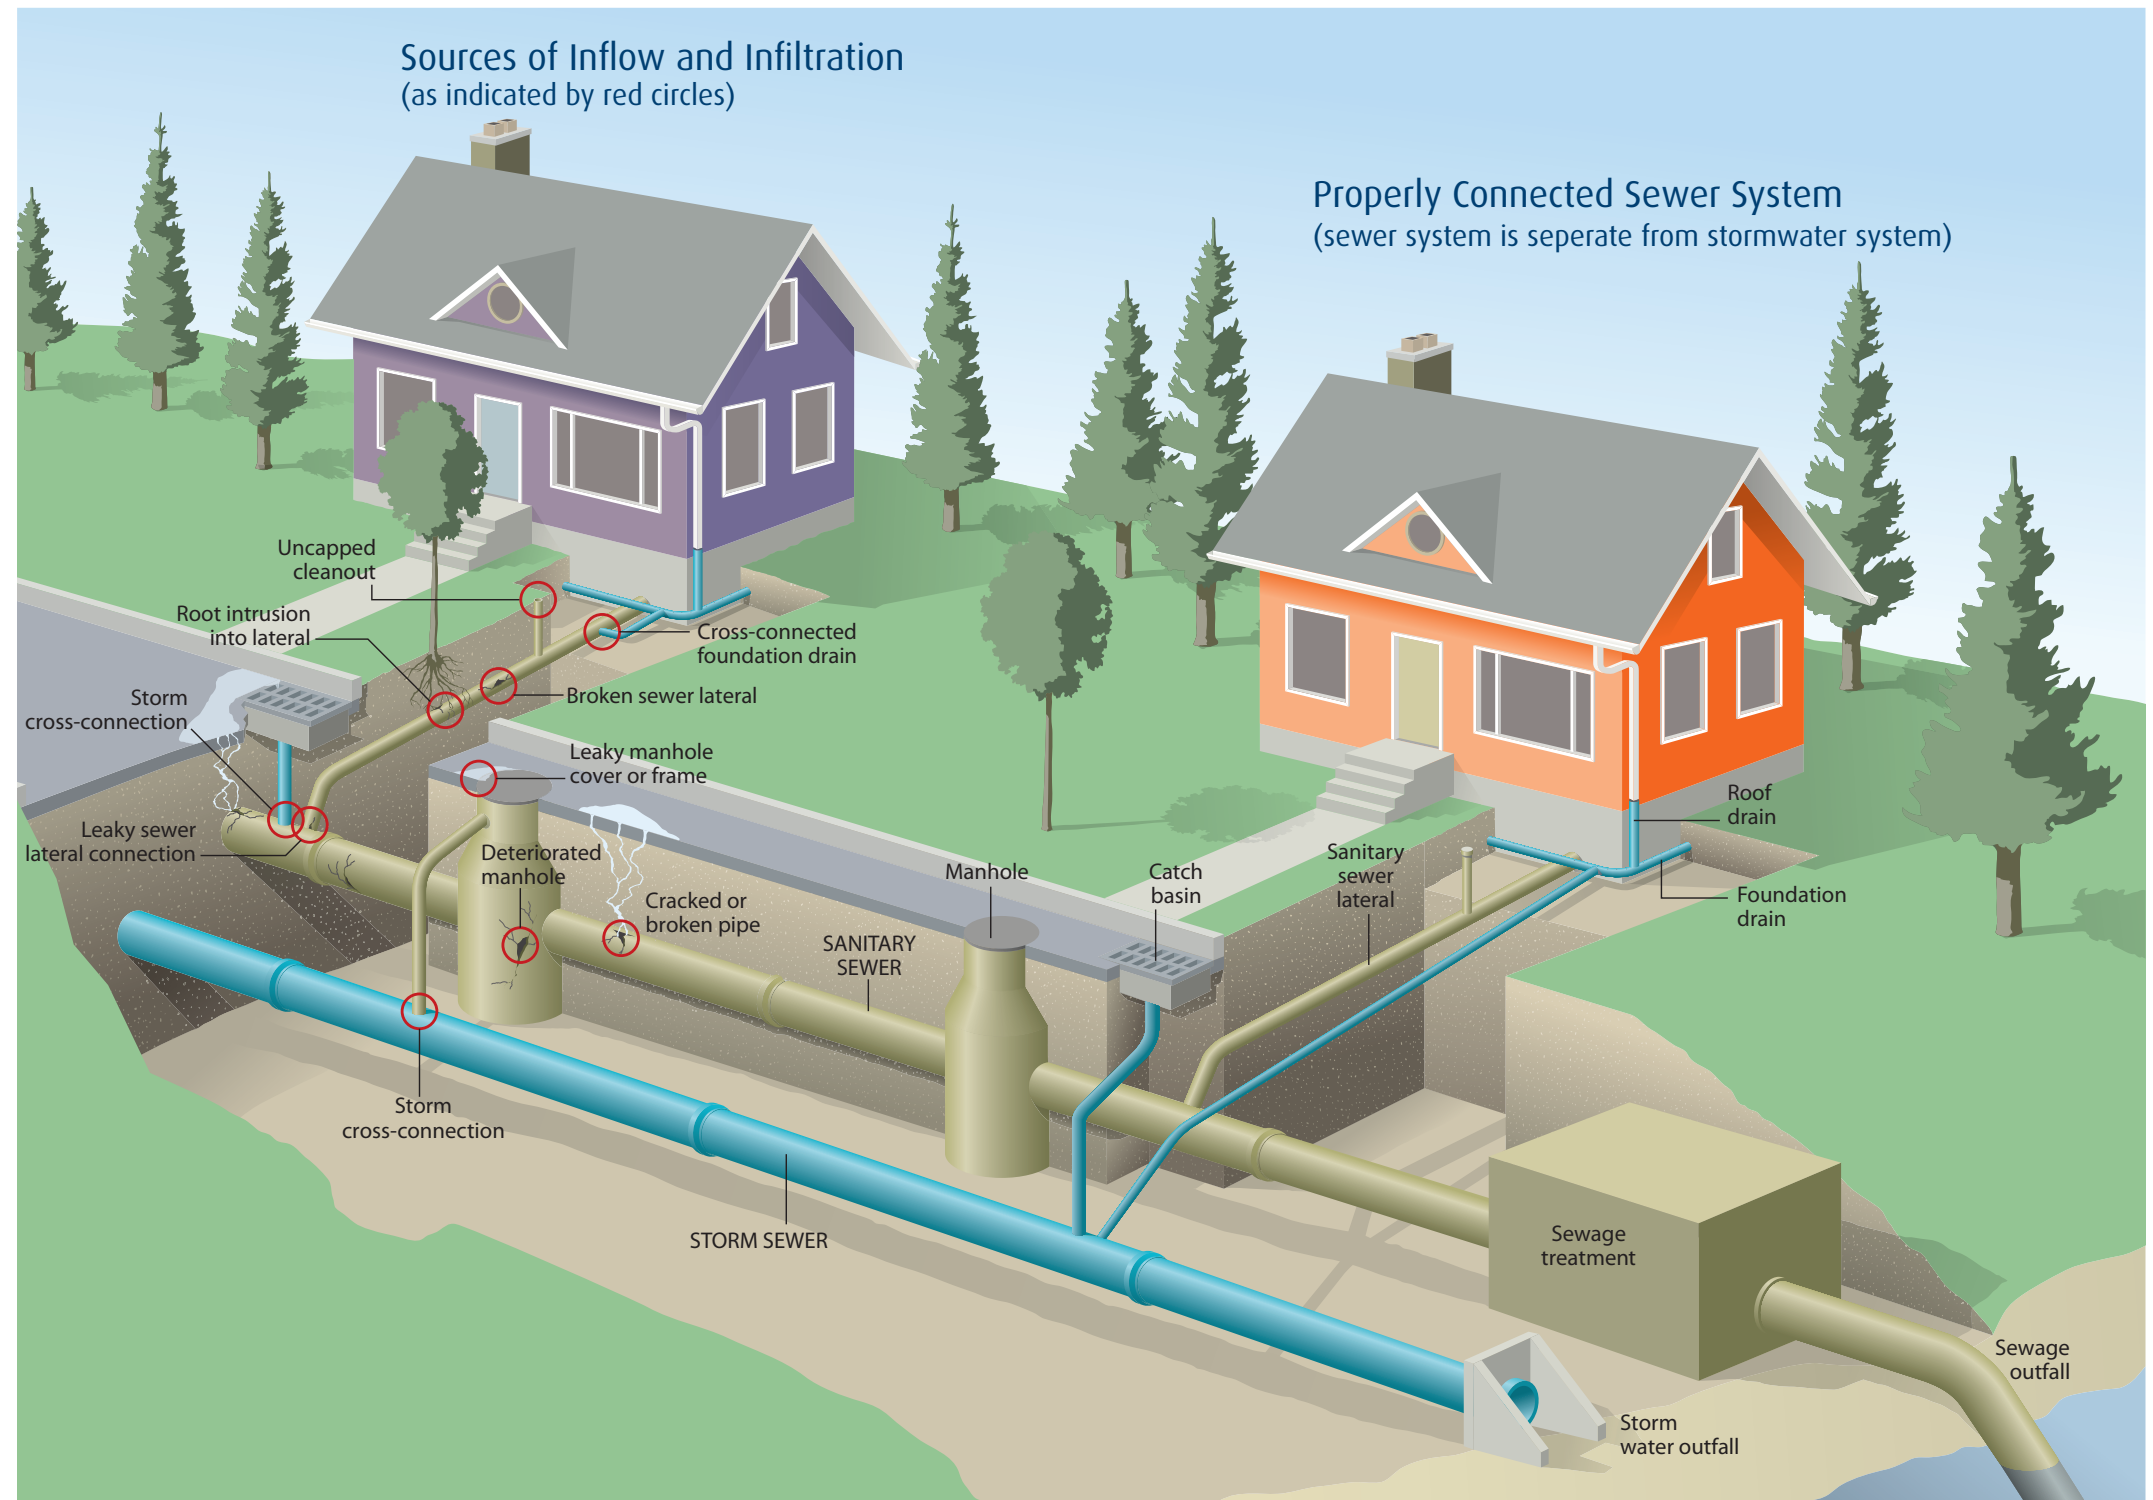 Sources of Inflow and Infiltration
(as indicated by red circles)
Properly Connected Sewer System
(sewer system is seperate from stormwater system)
Uncapped
cleanout
Root intrusion
into lateral
Cross-connected
foundation drain
Storm
cross-connection
Broken sewer lateral
Leaky manhole
cover or frame
Leaky sewer
lateral connection
Deteriorated
manhole
Cracked or
broken pipe
SANITARY
SEWER
Manhole
Catch
basin
Sanitary
sewer
lateral
Roof
drain
Foundation
drain
Storm
cross-connection
STORM SEWER
Sewage
treatment
Sewage
outfall
Storm
water outfall